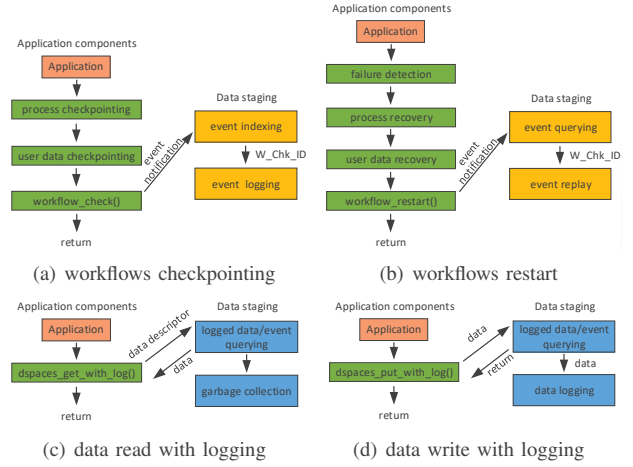 Application components
Application
process checkpointing
user data checkpointing
workflow_check()
return
event
notification
Data staging
event indexing
W_Chk_ID
event logging
(a) workflows checkpointing
Application components
Application
failure detection
process recovery
user data recovery
workflow_restart()
return
event
notification
Data staging
event querying
W_Chk_ID
event replay
(b) workflows restart
Application components
Application
dspaces_get_with_log()
return
data descriptor
data
Data staging
logged data/event
querying
garbage collection
(c) data read with logging
Application components
Application
dspaces_put_with_log()
return
data
return
Data staging
logged data/event
querying
data
data logging
(d) data write with logging